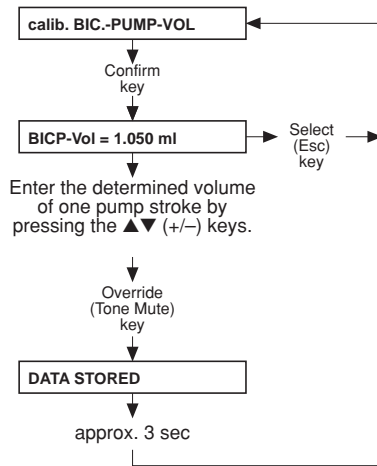 calib. BIC.-PUMP-VOL
Confirm
key
BICP-Vol = 1.050 ml
Select
(Esc)
key
Enter the determined volume
of one pump stroke by
pressing the ▲▼ (+/–) keys.
Override
(Tone Mute)
key
DATA STORED
approx. 3 sec